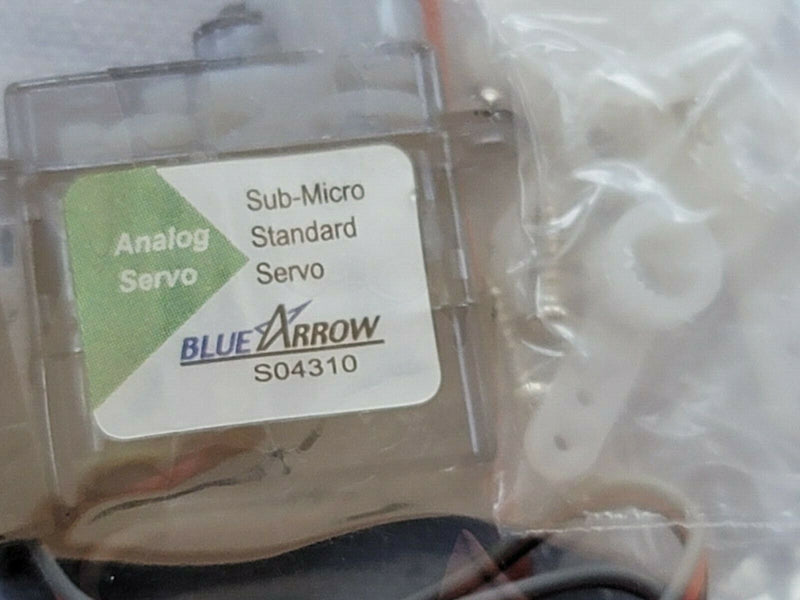 Analog
Servo
Sub-Micro
Standard
Servo
BLUE ARROW
S04310